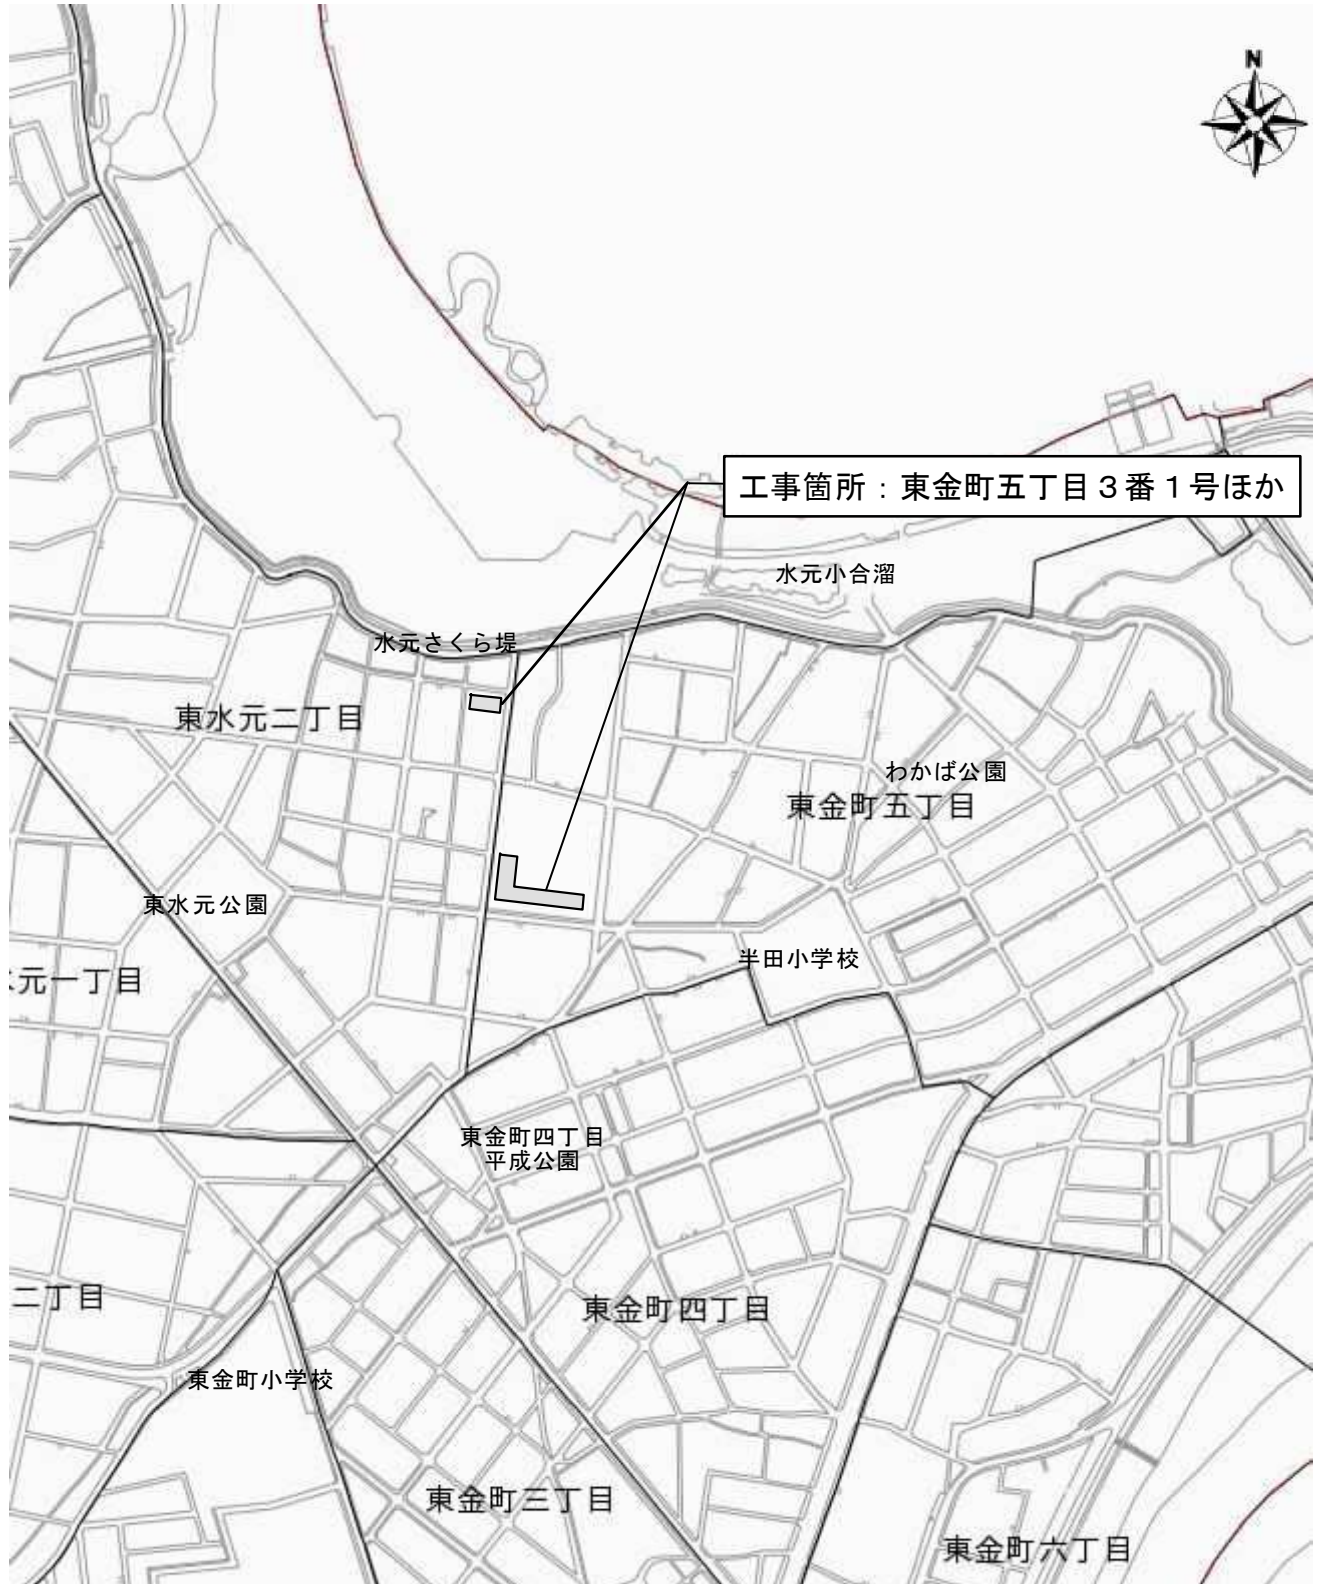 N
工事箇所：東金町五丁目３番１号ほか
水元小合溜
水元さくら堤
東水元二丁目
わかば公園
東金町五丁目
東水元公園
半田小学校
元一丁目
東金町四丁目
平成公園
二丁目
東金町四丁目
東金町小学校
東金町三丁目
東金町六丁目